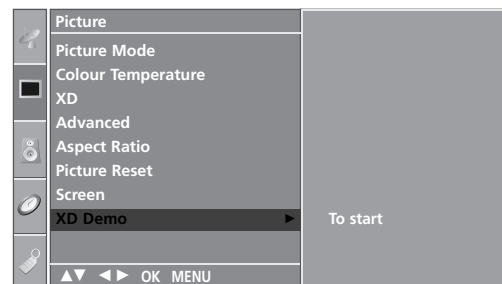 Picture
Picture Mode
Colour Temperature
XD
Advanced
Aspect Ratio
Picture Reset
Screen
XD Demo ► To start
▲▼ ◄► OK MENU